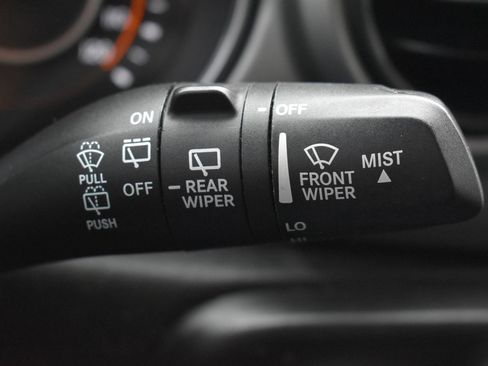 ON
OFF
PULL
PUSH
REAR
WIPER
OFF
FRONT
WIPER
MIST
LO